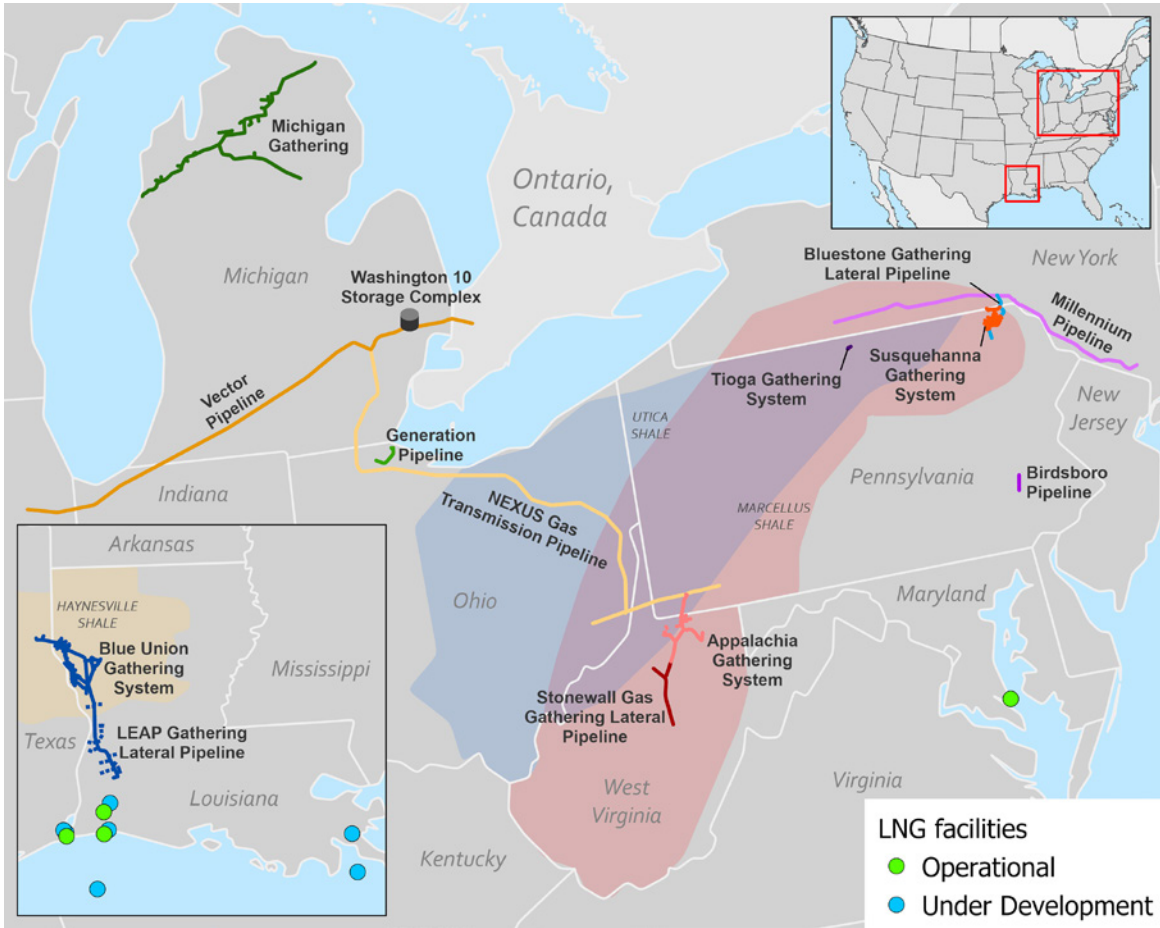 Michigan
Gathering
Ontario,
Canada
Michigan
Washington 10
Storage Complex
Bluestone Gathering
Lateral Pipeline
New York
Millennium
Pipeline
Vector
Pipeline
Tioga Gathering
System
Susquehanna
Gathering
System
New
Jersey
Generation
Pipeline
UTICA
SHALE
Indiana
NEXUS Gas
Transmission Pipeline
Pennsylvania
Birdsboro
Pipeline
MARCELLUS
SHALE
Ohio
Maryland
Appalachia
Gathering
System
Stonewall Gas
Gathering Lateral
Pipeline
West
Virginia
Virginia
Kentucky
Arkansas
HAYNESVILLE
SHALE
Blue Union
Gathering
System
Mississippi
LEAP Gathering
Lateral Pipeline
Texas
Louisiana
LNG facilities
Operational
Under Development